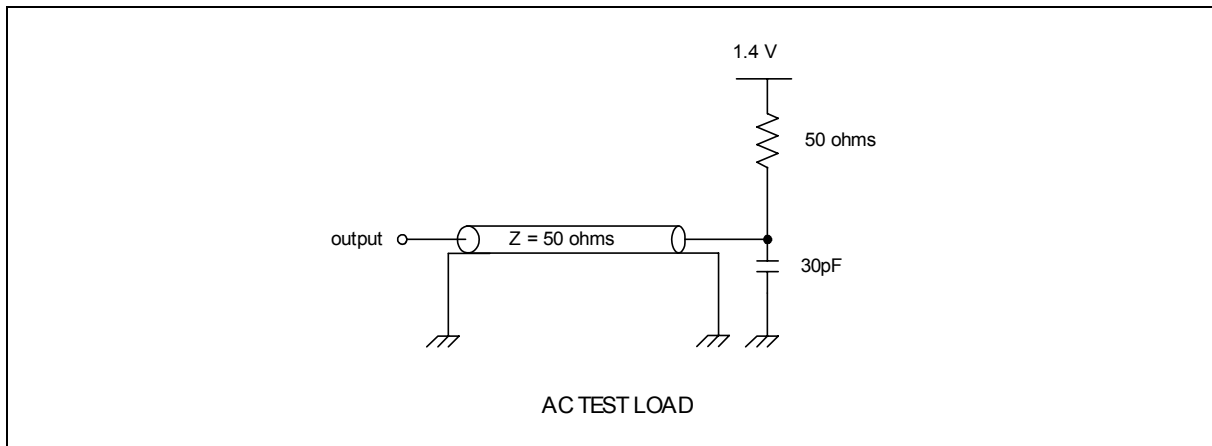 1.4 V
50 ohms
output
Z = 50 ohms
30pF
AC TEST LOAD